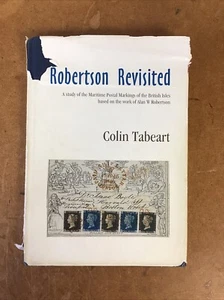 Robertson Revisited
A study of the Maritime Postal Markings of the British Isles
based on the work of Alan W Robertson
Colin Tabeart